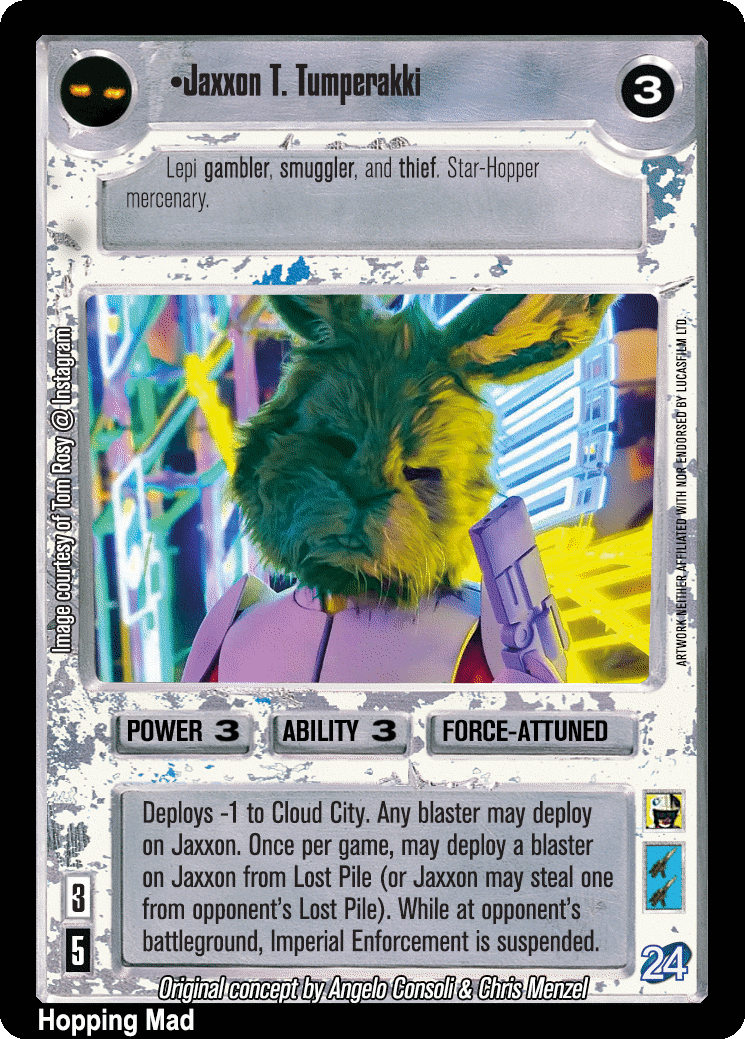 •Jaxxon T. Tumperakki
3
Lepi gambler, smuggler, and thief. Star-Hopper
mercenary.
Image courtesy of Tom Rosy @ Instagram
ARTWORK NEITHER AFFILIATED WITH NOR ENDORSED BY LUCASFILM LTD.
POWER 3
ABILITY 3
FORCE-ATTUNED
Deploys -1 to Cloud City. Any blaster may deploy
on Jaxxon. Once per game, may deploy a blaster
on Jaxxon from Lost Pile (or Jaxxon may steal one
from opponent's Lost Pile). While at opponent's
battleground, Imperial Enforcement is suspended.
3
5
24
Original concept by Angelo Consoli & Chris Menzel
Hopping Mad